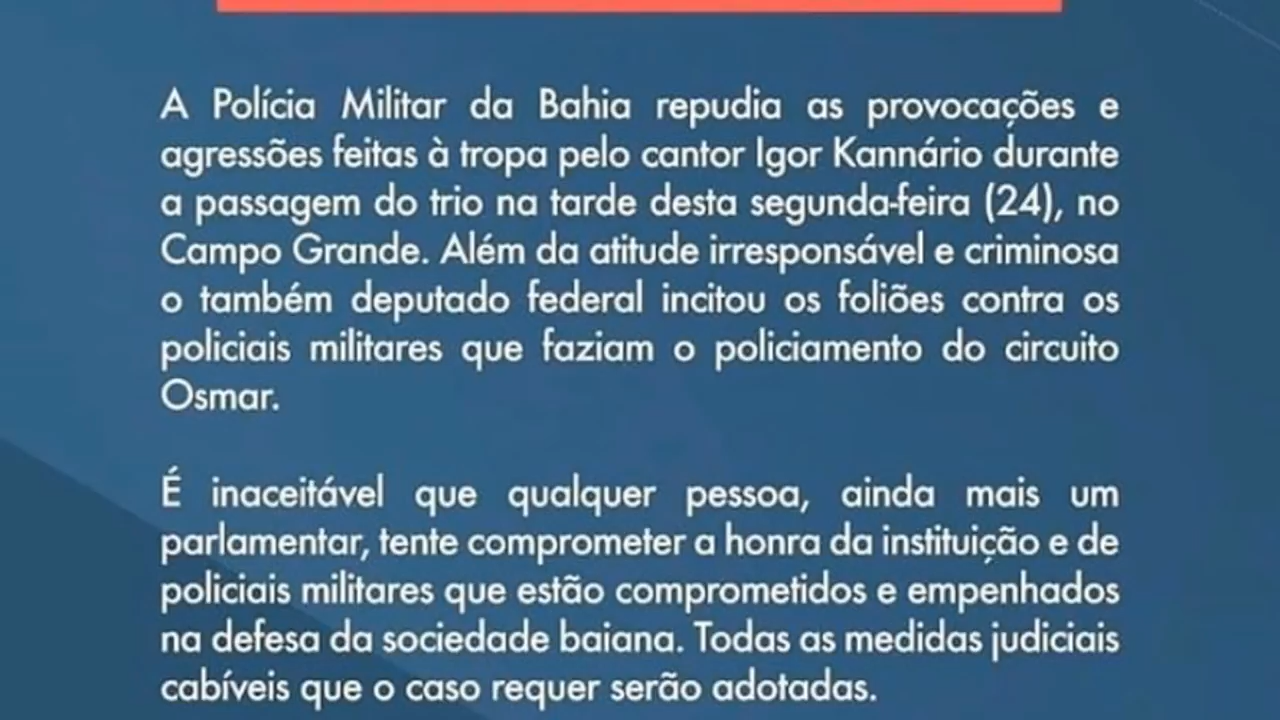 A Polícia Militar da Bahia repudia as provocações e
agressões feitas à tropa pelo cantor Igor Kannário durante
a passagem do trio na tarde desta segunda-feira (24), no
Campo Grande. Além da atitude irresponsável e criminosa
o também deputado federal incitou os foliões contra os
policiais militares que faziam o policiamento do circuito
Osmar.
É inaceitável que qualquer pessoa, ainda mais um
parlamentar, tente comprometer a honra da instituição e de
policiais militares que estão comprometidos e empenhados
na defesa da sociedade baiana. Todas as medidas judiciais
cabíveis que o caso requer serão adotadas.